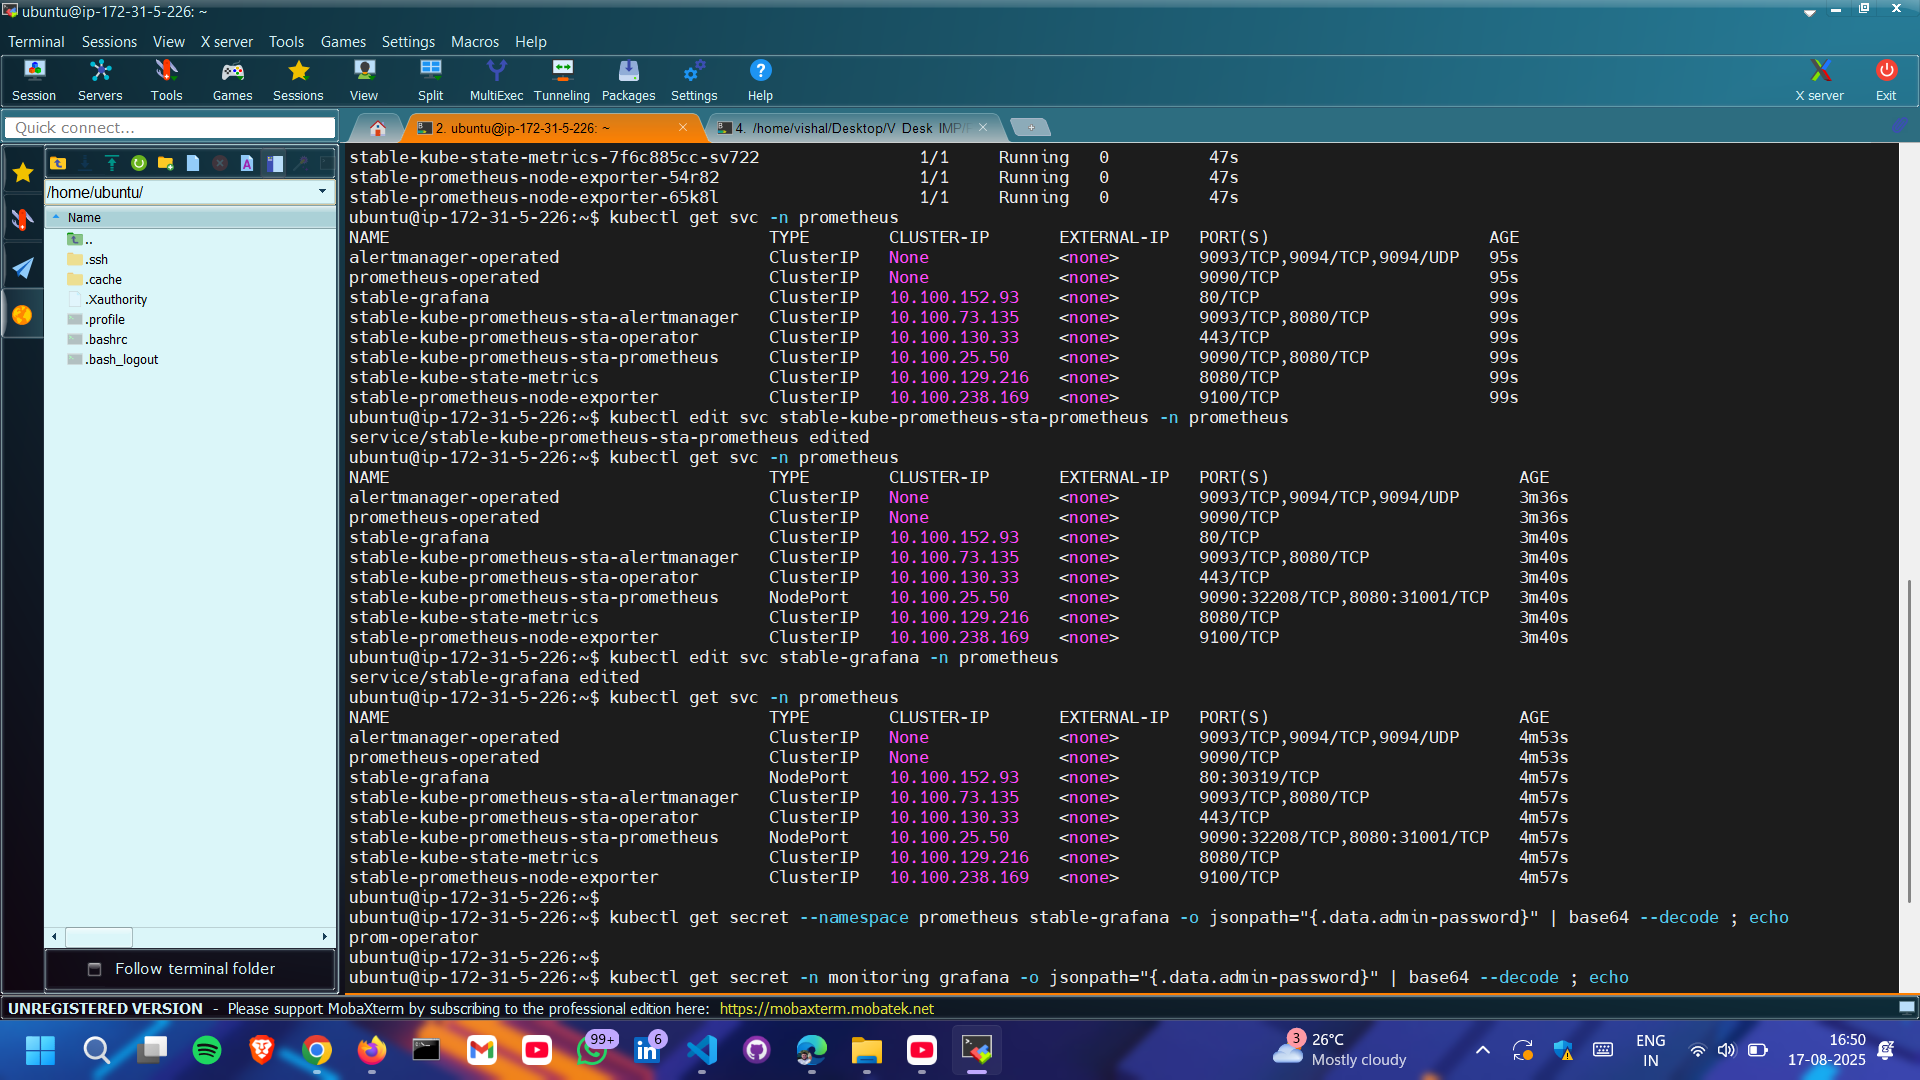 ubuntu@ip-172-31-5-226: ~
Terminal Sessions View X server Tools Games Settings Macros Help
Session Servers Tools Games Sessions View Split MultiExec Tunneling Packages Settings Help X server Exit
Quick connect...
2. ubuntu@ip-172-31-5-226: ~
4. /home/vishal/Desktop/V_Desk_IMP/
/home/ubuntu/
Name
..
.ssh
.cache
.Xauthority
.profile
.bashrc
.bash_logout
Follow terminal folder
stable-kube-state-metrics-7f6c885cc-sv722 1/1 Running 0 47s
stable-prometheus-node-exporter-54r82 1/1 Running 0 47s
stable-prometheus-node-exporter-65k8l 1/1 Running 0 47s
ubuntu@ip-172-31-5-226:~$ kubectl get svc -n prometheus
NAME TYPE CLUSTER-IP EXTERNAL-IP PORT(S) AGE
alertmanager-operated ClusterIP None <none> 9093/TCP,9094/TCP,9094/UDP 95s
prometheus-operated ClusterIP None <none> 9090/TCP 95s
stable-grafana ClusterIP 10.100.152.93 <none> 80/TCP 99s
stable-kube-prometheus-sta-alertmanager ClusterIP 10.100.73.135 <none> 9093/TCP,8080/TCP 99s
stable-kube-prometheus-sta-operator ClusterIP 10.100.130.33 <none> 443/TCP 99s
stable-kube-prometheus-sta-prometheus ClusterIP 10.100.25.50 <none> 9090/TCP,8080/TCP 99s
stable-kube-state-metrics ClusterIP 10.100.129.216 <none> 8080/TCP 99s
stable-prometheus-node-exporter ClusterIP 10.100.238.169 <none> 9100/TCP 99s
ubuntu@ip-172-31-5-226:~$ kubectl edit svc stable-kube-prometheus-sta-prometheus -n prometheus
service/stable-kube-prometheus-sta-prometheus edited
ubuntu@ip-172-31-5-226:~$ kubectl get svc -n prometheus
NAME TYPE CLUSTER-IP EXTERNAL-IP PORT(S) AGE
alertmanager-operated ClusterIP None <none> 9093/TCP,9094/TCP,9094/UDP 3m36s
prometheus-operated ClusterIP None <none> 9090/TCP 3m36s
stable-grafana ClusterIP 10.100.152.93 <none> 80/TCP 3m40s
stable-kube-prometheus-sta-alertmanager ClusterIP 10.100.73.135 <none> 9093/TCP,8080/TCP 3m40s
stable-kube-prometheus-sta-operator ClusterIP 10.100.130.33 <none> 443/TCP 3m40s
stable-kube-prometheus-sta-prometheus NodePort 10.100.25.50 <none> 9090:32208/TCP,8080:31001/TCP 3m40s
stable-kube-state-metrics ClusterIP 10.100.129.216 <none> 8080/TCP 3m40s
stable-prometheus-node-exporter ClusterIP 10.100.238.169 <none> 9100/TCP 3m40s
ubuntu@ip-172-31-5-226:~$ kubectl edit svc stable-grafana -n prometheus
service/stable-grafana edited
ubuntu@ip-172-31-5-226:~$ kubectl get svc -n prometheus
NAME TYPE CLUSTER-IP EXTERNAL-IP PORT(S) AGE
alertmanager-operated ClusterIP None <none> 9093/TCP,9094/TCP,9094/UDP 4m53s
prometheus-operated ClusterIP None <none> 9090/TCP 4m53s
stable-grafana NodePort 10.100.152.93 <none> 80:30319/TCP 4m57s
stable-kube-prometheus-sta-alertmanager ClusterIP 10.100.73.135 <none> 9093/TCP,8080/TCP 4m57s
stable-kube-prometheus-sta-operator ClusterIP 10.100.130.33 <none> 443/TCP 4m57s
stable-kube-prometheus-sta-prometheus NodePort 10.100.25.50 <none> 9090:32208/TCP,8080:31001/TCP 4m57s
stable-kube-state-metrics ClusterIP 10.100.129.216 <none> 8080/TCP 4m57s
stable-prometheus-node-exporter ClusterIP 10.100.238.169 <none> 9100/TCP 4m57s
ubuntu@ip-172-31-5-226:~$
ubuntu@ip-172-31-5-226:~$ kubectl get secret --namespace prometheus stable-grafana -o jsonpath="{.data.admin-password}" | base64 --decode ; echo
prom-operator
ubuntu@ip-172-31-5-226:~$
ubuntu@ip-172-31-5-226:~$ kubectl get secret -n monitoring grafana -o jsonpath="{.data.admin-password}" | base64 --decode ; echo
UNREGISTERED VERSION - Please support MobaXterm by subscribing to the professional edition here: https://mobaxterm.mobatek.net
99+
6
3
26°C
Mostly cloudy
ENG
IN
16:50
17-08-2025